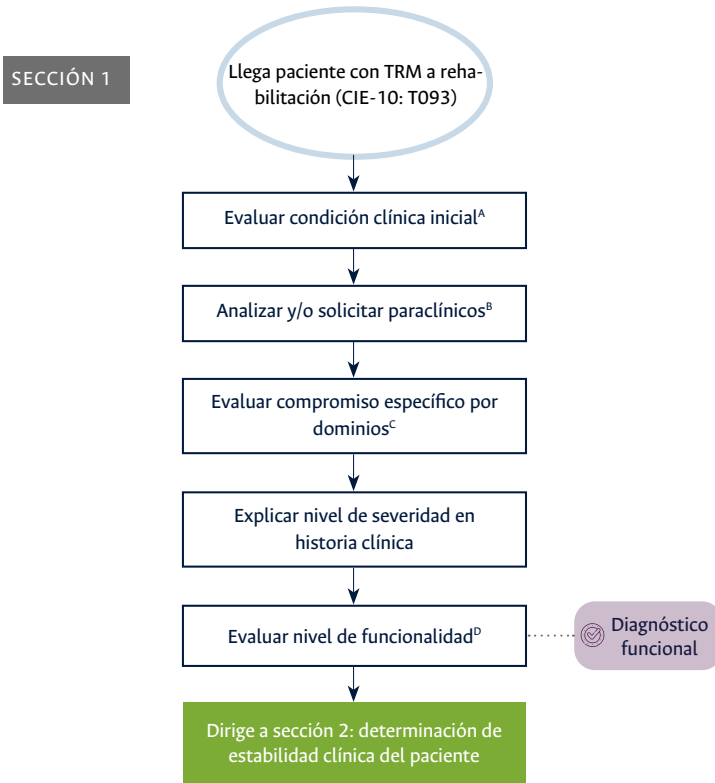 SECCIÓN 1
Llega paciente con TRM a reha-
bilitación (CIE-10: T093)
Evaluar condición clínica inicialᴬ
Analizar y/o solicitar paraclínicosᴮ
Evaluar compromiso específico por
dominiosꟲ
Explicar nivel de severidad en
historia clínica
Evaluar nivel de funcionalidadᴰ
Diagnóstico
funcional
Dirige a sección 2: determinación de
estabilidad clínica del paciente